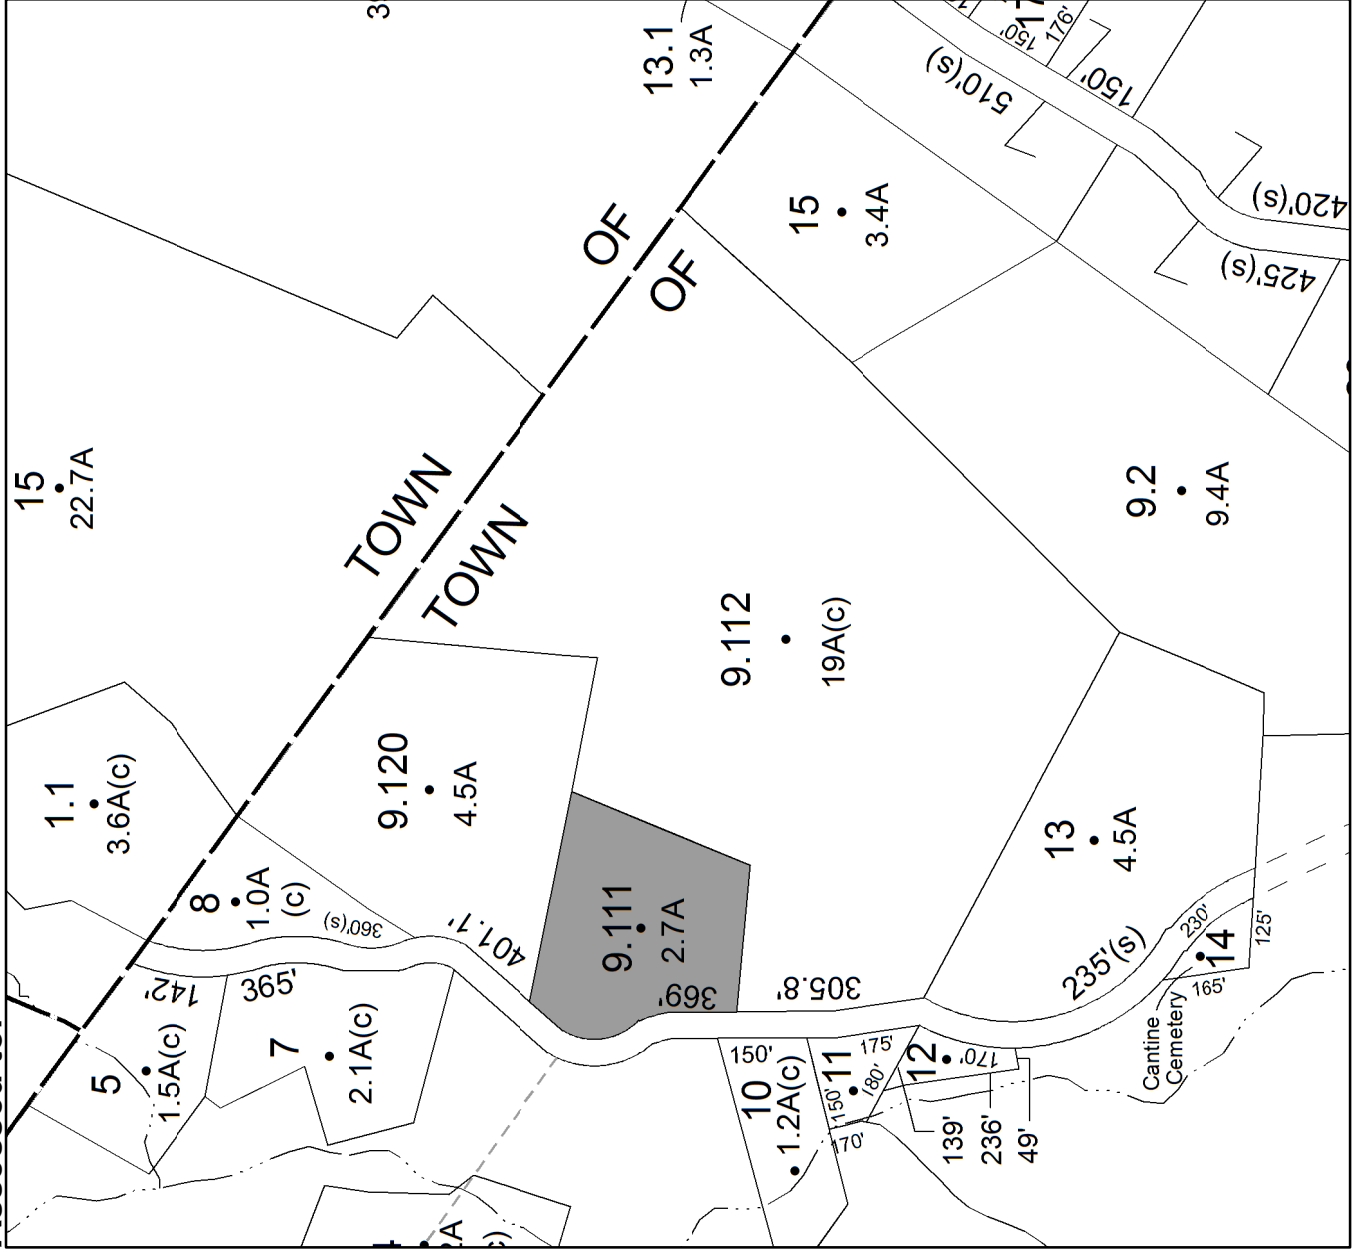 13.1
1.3A
17
176'
150'
510'(s)
150'
OF
OF
15
3.4A
420'(s)
425'(s)
15
22.7A
TOWN
TOWN
9.2
9.4A
9.112
19A(c)
1.1
3.6A(c)
9.120
4.5A
8
1.0A
(c)
360'(s)
401.1'
9.111
2.7A
369'
305.8'
13
4.5A
235'(s)
230'
14
125'
165'
Cantine
Cemetery
142'
365'
5
1.5A(c)
7
2.1A(c)
150'
10
1.2A(c)
11
175'
150'
180'
170'
12
170'
139'
236'
49'